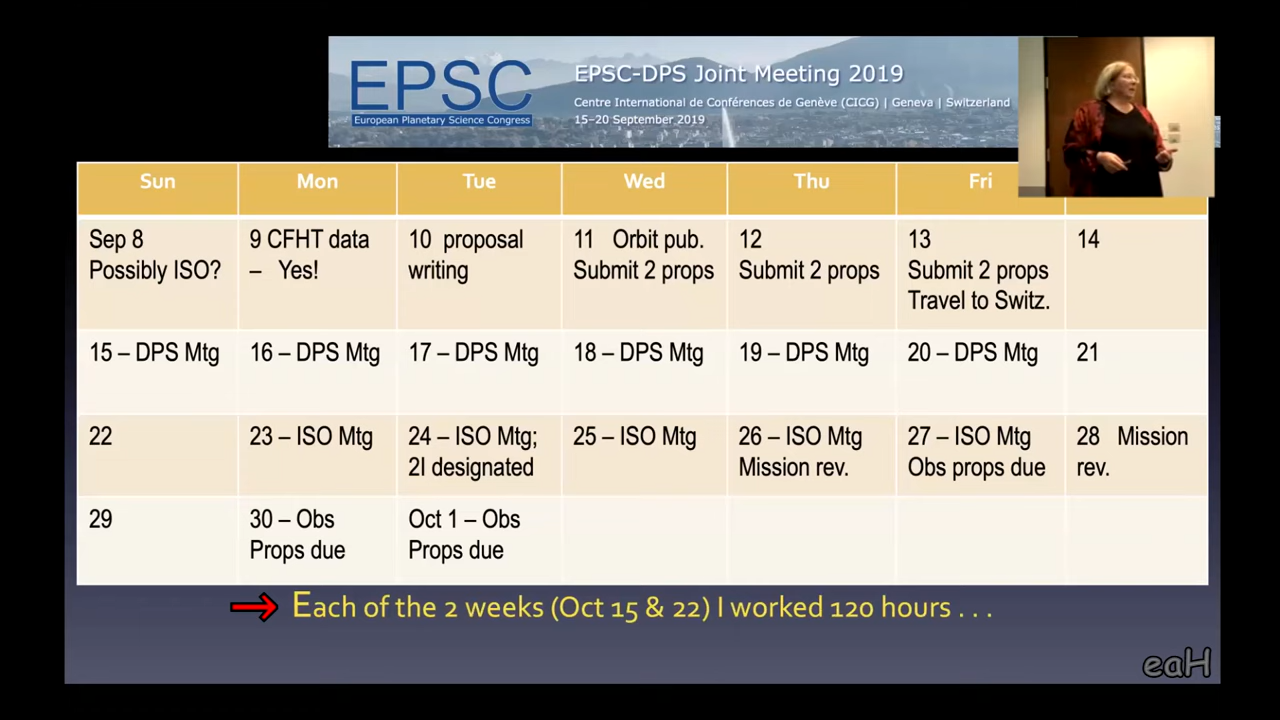 EPSC
European Planetary Science Congress
EPSC-DPS Joint Meeting 2019
Centre International de Conférences de Genève (CICG) | Geneva | Switzerland
15–20 September 2019
Sun Mon Tue Wed Thu Fri
Sep 8
Possibly ISO?
9 CFHT data
– Yes!
10 proposal
writing
11 Orbit pub.
Submit 2 props
12
Submit 2 props
13
Submit 2 props
Travel to Switz.
14
15 – DPS Mtg
16 – DPS Mtg
17 – DPS Mtg
18 – DPS Mtg
19 – DPS Mtg
20 – DPS Mtg
21
22
23 – ISO Mtg
24 – ISO Mtg;
2I designated
25 – ISO Mtg
26 – ISO Mtg
Mission rev.
27 – ISO Mtg
Obs props due
28 Mission
rev.
29
30 – Obs
Props due
Oct 1 – Obs
Props due
Each of the 2 weeks (Oct 15 & 22) I worked 120 hours . . .
eaH